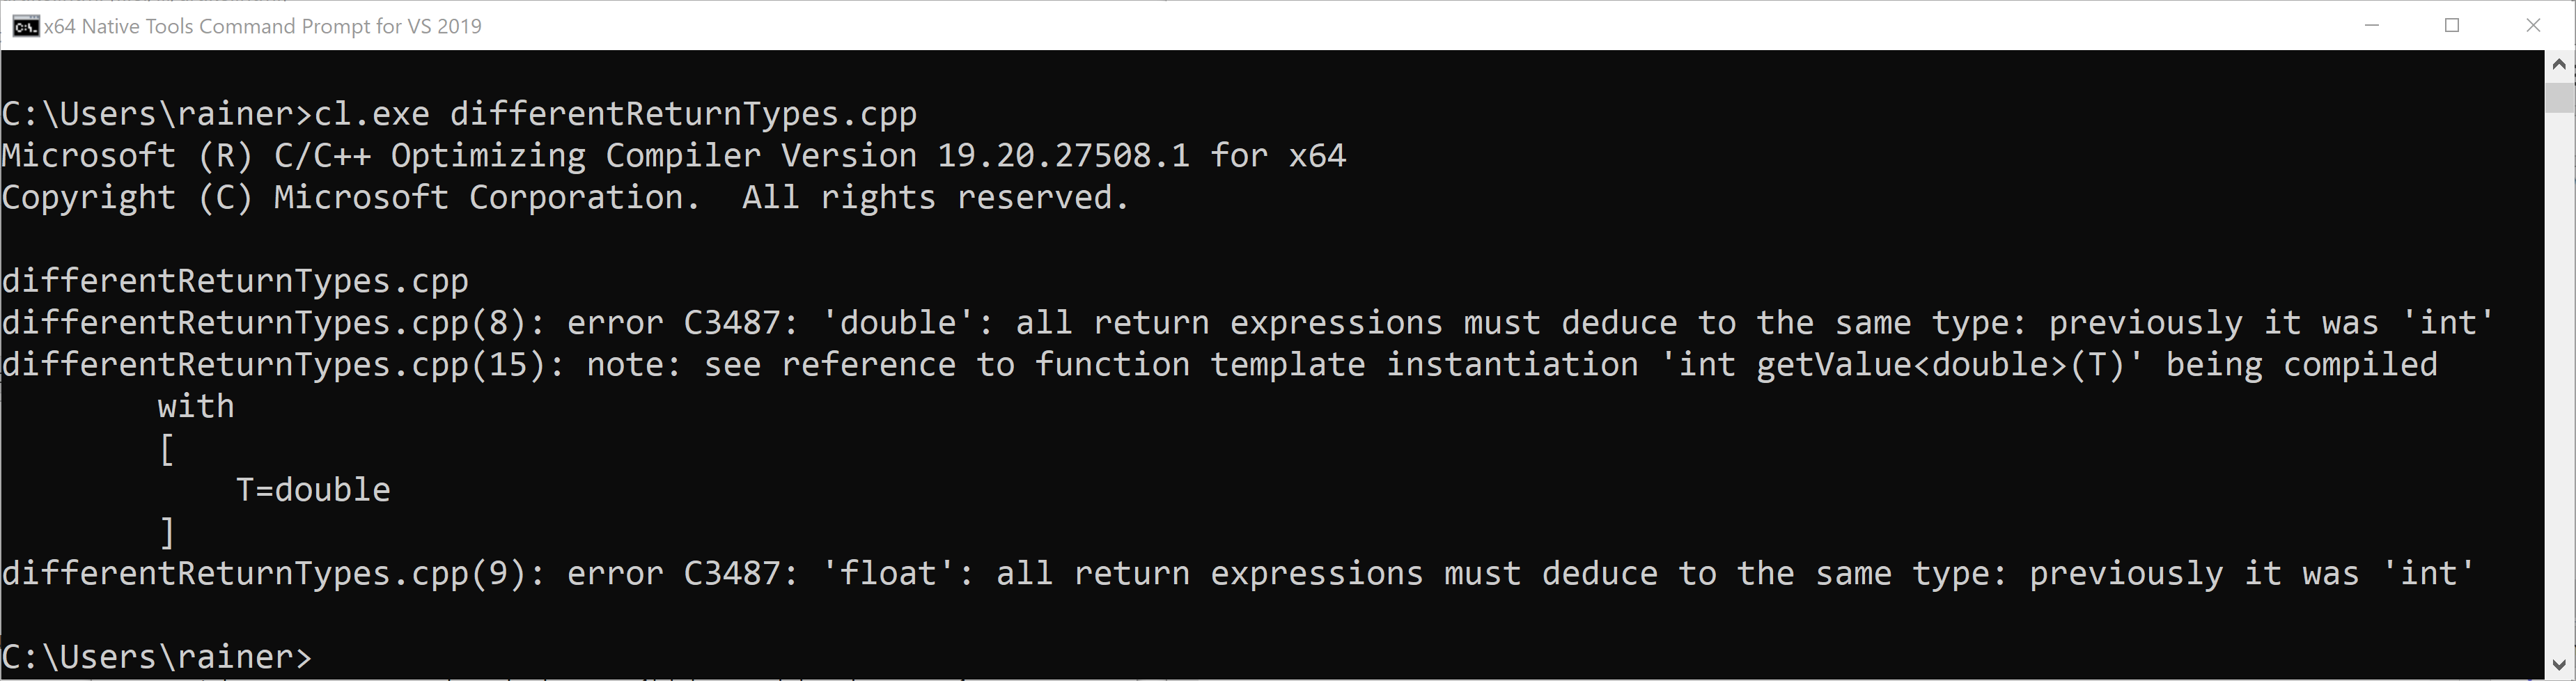 x64 Native Tools Command Prompt for VS 2019
C:\Users\rainer>cl.exe differentReturnTypes.cpp
Microsoft (R) C/C++ Optimizing Compiler Version 19.20.27508.1 for x64
Copyright (C) Microsoft Corporation.  All rights reserved.
differentReturnTypes.cpp
differentReturnTypes.cpp(8): error C3487: 'double': all return expressions must deduce to the same type: previously it was 'int'
differentReturnTypes.cpp(15): note: see reference to function template instantiation 'int getValue<double>(T)' being compiled
        with
        [
            T=double
        ]
differentReturnTypes.cpp(9): error C3487: 'float': all return expressions must deduce to the same type: previously it was 'int'
C:\Users\rainer>